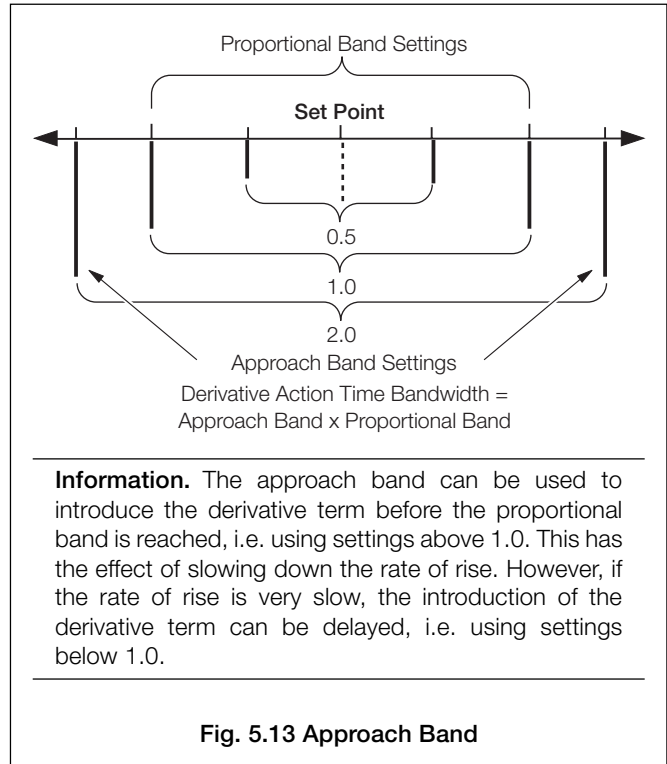 Proportional Band Settings
Set Point
0.5
1.0
2.0
Approach Band Settings
Derivative Action Time Bandwidth =
Approach Band x Proportional Band
Information. The approach band can be used to
introduce the derivative term before the proportional
band is reached, i.e. using settings above 1.0. This has
the effect of slowing down the rate of rise. However, if
the rate of rise is very slow, the introduction of the
derivative term can be delayed, i.e. using settings
below 1.0.
Fig. 5.13 Approach Band